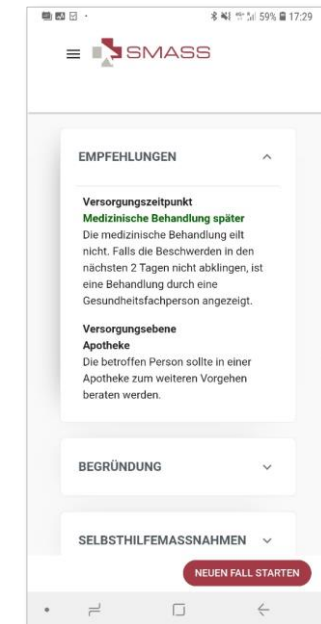 59% 17:29
SMASS
EMPFEHLUNGEN
Versorgungszeitpunkt
Medizinische Behandlung später
Die medizinische Behandlung eilt
nicht. Falls die Beschwerden in den
nächsten 2 Tagen nicht abklingen, ist
eine Behandlung durch eine
Gesundheitsfachperson angezeigt.
Versorgungsebene
Apotheke
Die betroffen Person sollte in einer
Apotheke zum weiteren Vorgehen
beraten werden.
BEGRÜNDUNG
SELBSTHILFEMASSNAHMEN
NEUEN FALL STARTEN